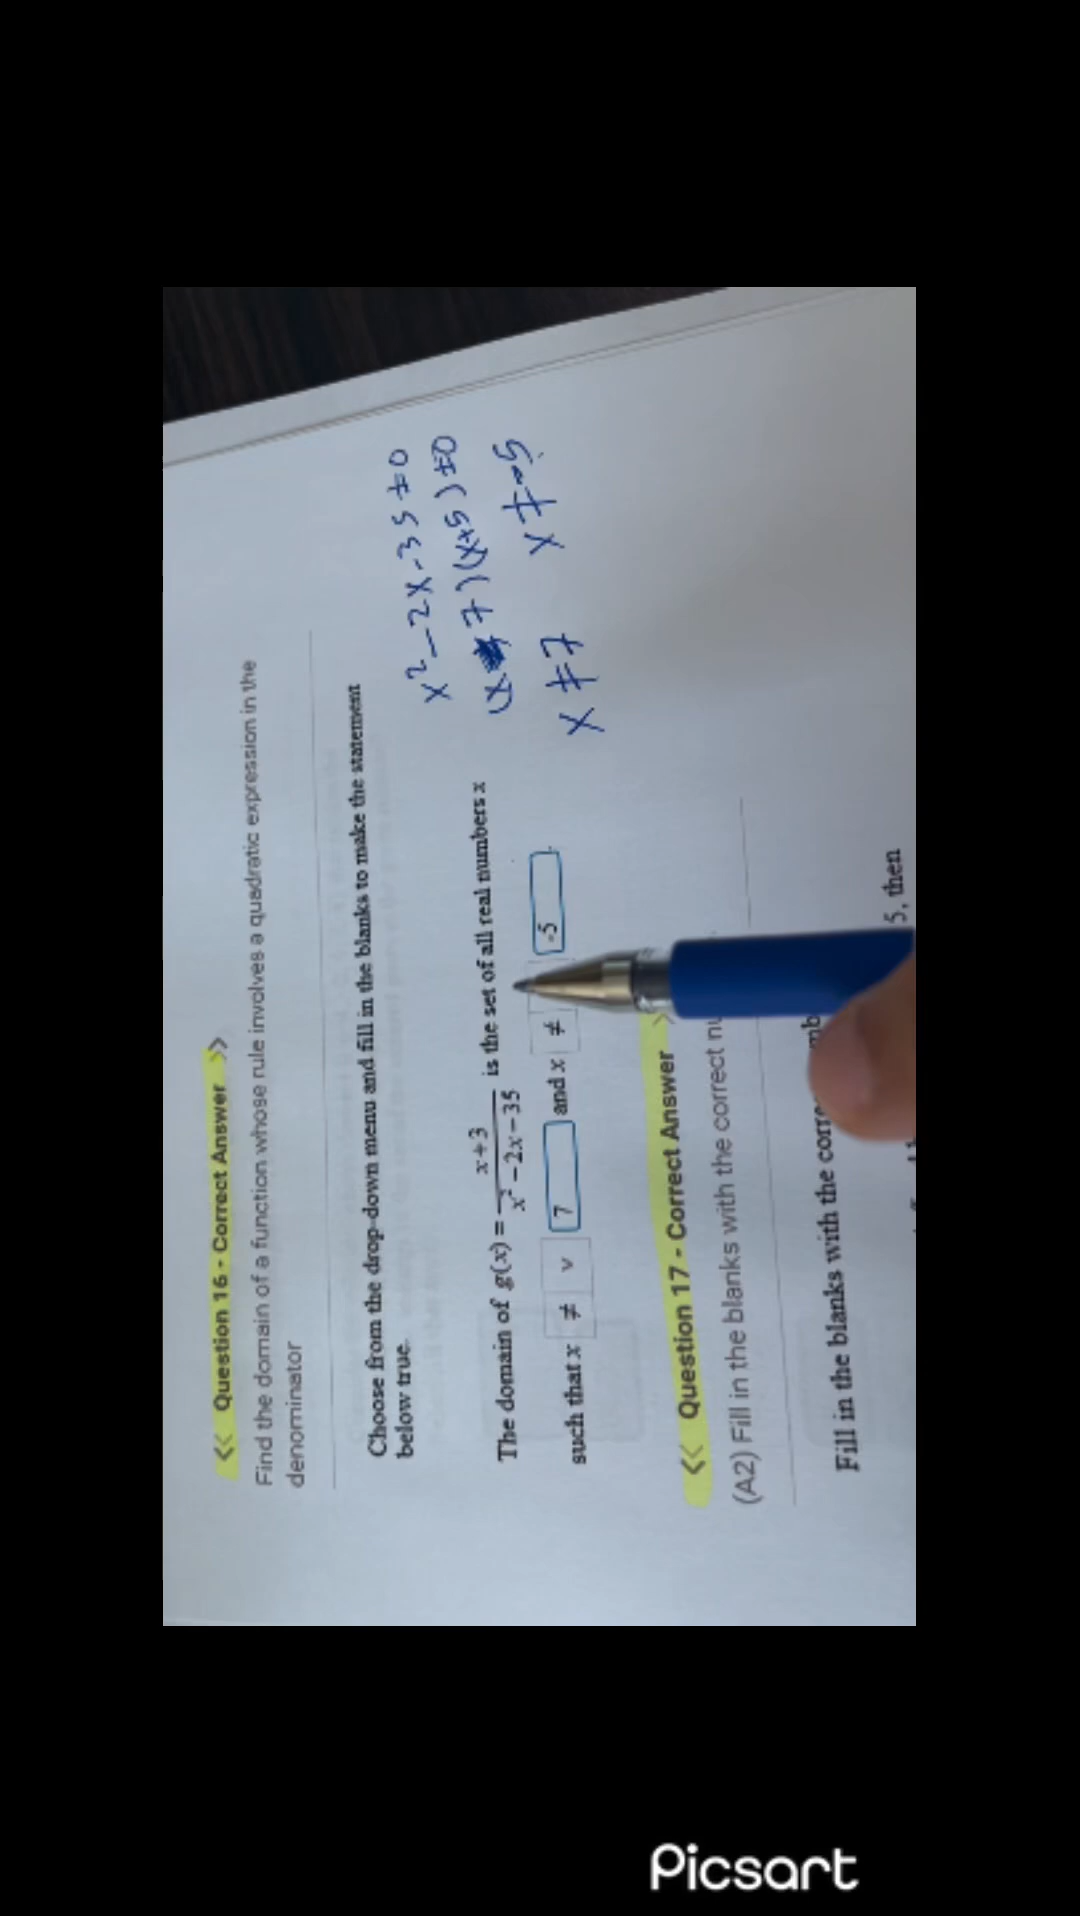 << Question 16 - Correct Answer >>
Find the domain of a function whose rule involves a quadratic expression in the
denominator
Choose from the drop-down menu and fill in the blanks to make the statement
below true.
x² - 2x - 35 ≠ 0
(x - 7)(x+5) ≠ 0
x ≠ 7 x ≠ -5
The domain of g(x) = x+3 / x² - 2x - 35 is the set of all real numbers x
such that x ≠ v 7 and x ≠ -5
<< Question 17 - Correct Answer
(A2) Fill in the blanks with the correct
Fill in the blanks with the
5, then
Picsart